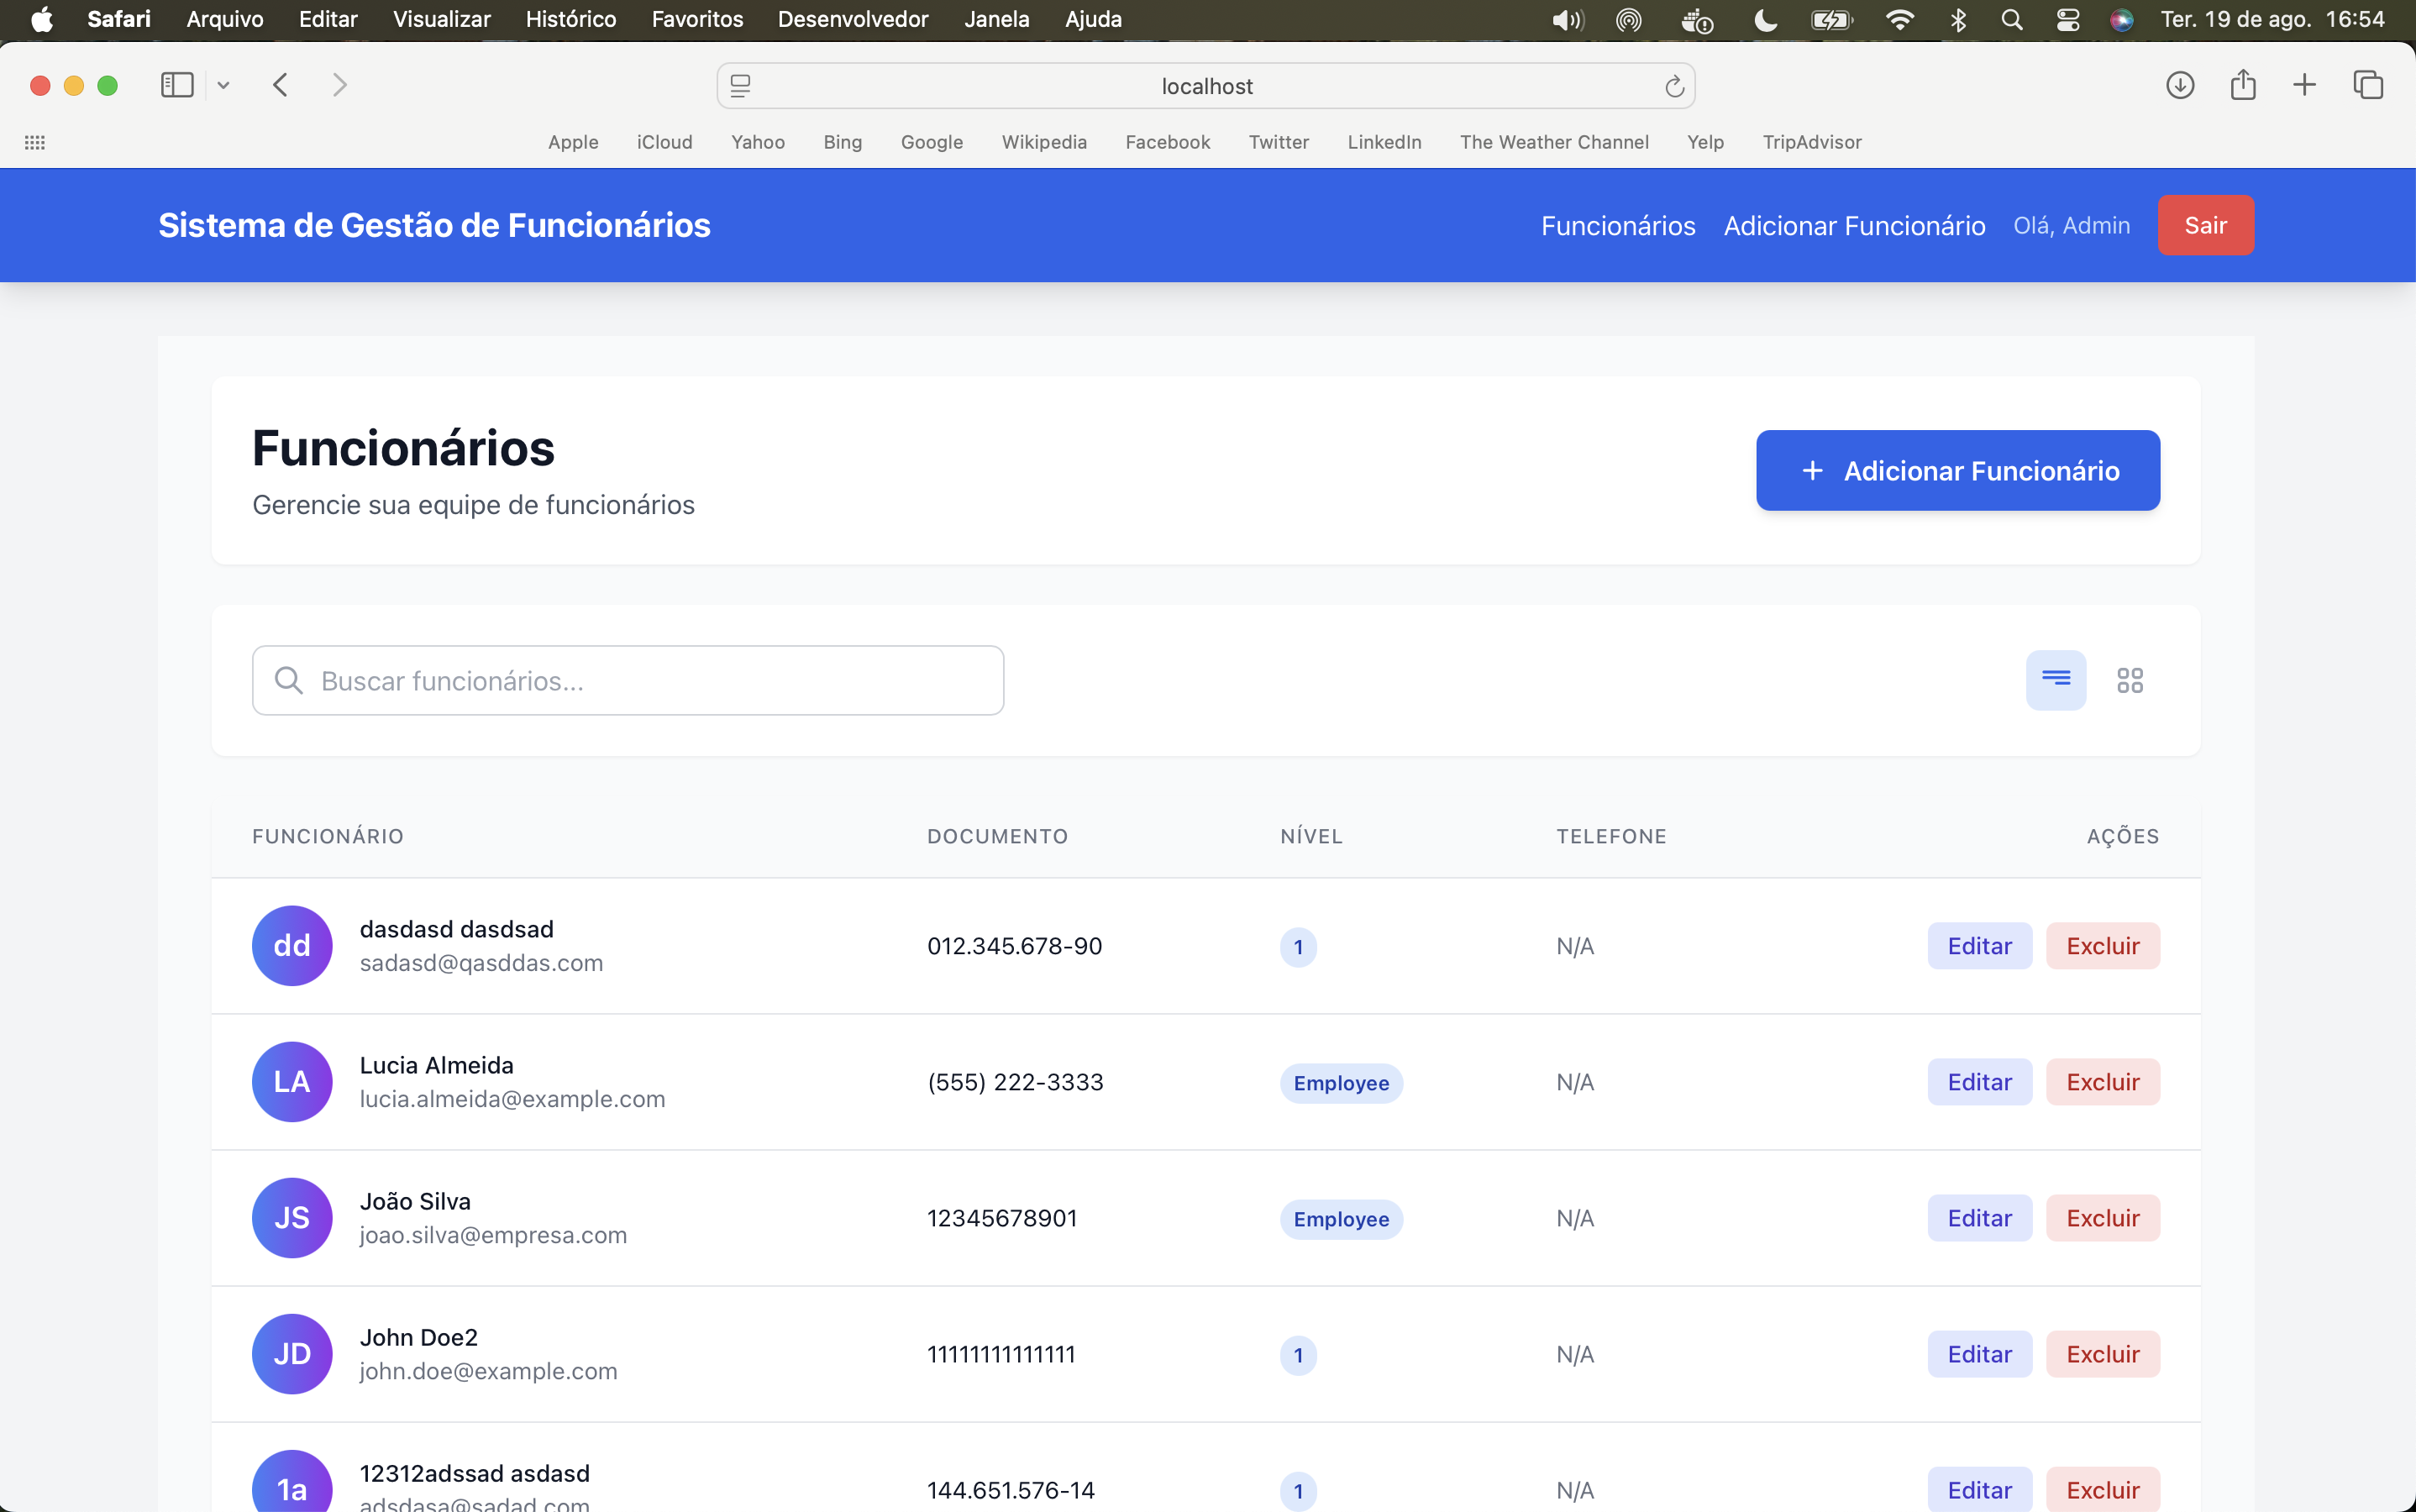 Safari Arquivo Editar Visualizar Histórico Favoritos Desenvolvedor Janela Ajuda Ter. 19 de ago. 16:54
localhost
Apple iCloud Yahoo Bing Google Wikipedia Facebook Twitter LinkedIn The Weather Channel Yelp TripAdvisor
Sistema de Gestão de Funcionários Funcionários Adicionar Funcionário Olá, Admin Sair
Funcionários
Gerencie sua equipe de funcionários
+ Adicionar Funcionário
Buscar funcionários...
FUNCIONÁRIO DOCUMENTO NÍVEL TELEFONE AÇÕES
dd dasdasd dasdsad
sadasd@qasddas.com
012.345.678-90 1 N/A Editar Excluir
LA Lucia Almeida
lucia.almeida@example.com
(555) 222-3333 Employee N/A Editar Excluir
JS João Silva
joao.silva@empresa.com
12345678901 Employee N/A Editar Excluir
JD John Doe2
john.doe@example.com
11111111111111 1 N/A Editar Excluir
1a 12312adssad asdasd
adsdasa@sadad.com
144.651.576-14 1 N/A Editar Excluir